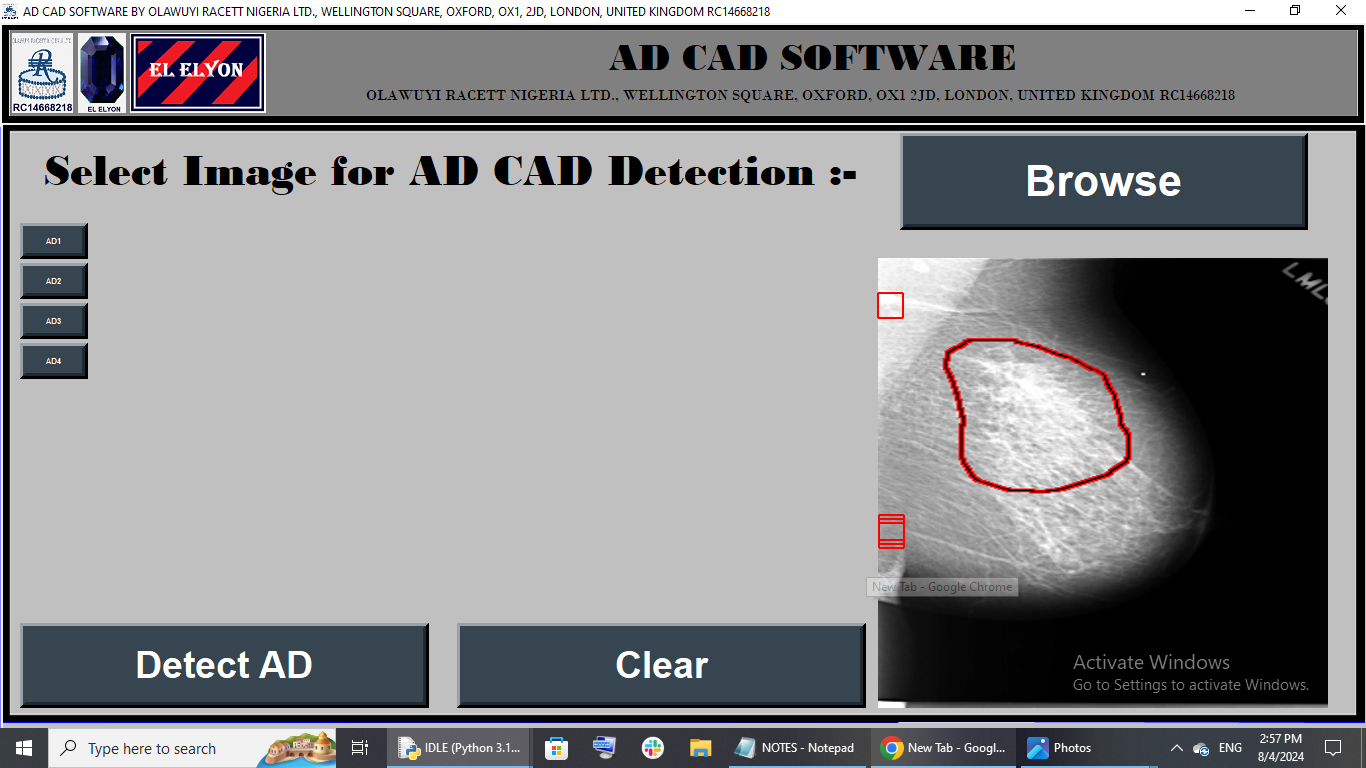 AD CAD SOFTWARE BY OLAWUYI RACETT NIGERIA LTD., WELLINGTON SQUARE, OXFORD, OX1, 2JD, LONDON, UNITED KINGDOM RC14668218
RC14668218
EL ELYON
EL ELYON
AD CAD SOFTWARE
OLAWUYI RACETT NIGERIA LTD., WELLINGTON SQUARE. OXFORD, OX1 2JD, LONDON, UNITED KINGDOM RC14668218
Select Image for AD CAD Detection :-
Browse
AD1
AD2
AD3
AD4
New Tab - Google Chrome
Detect AD
Clear
Activate Windows
Go to Settings to activate Windows.
Type here to search
IDLE (Python 3.1...
NOTES - Notepad
New Tab - Googl...
Photos
ENG
2:57 PM
8/4/2024